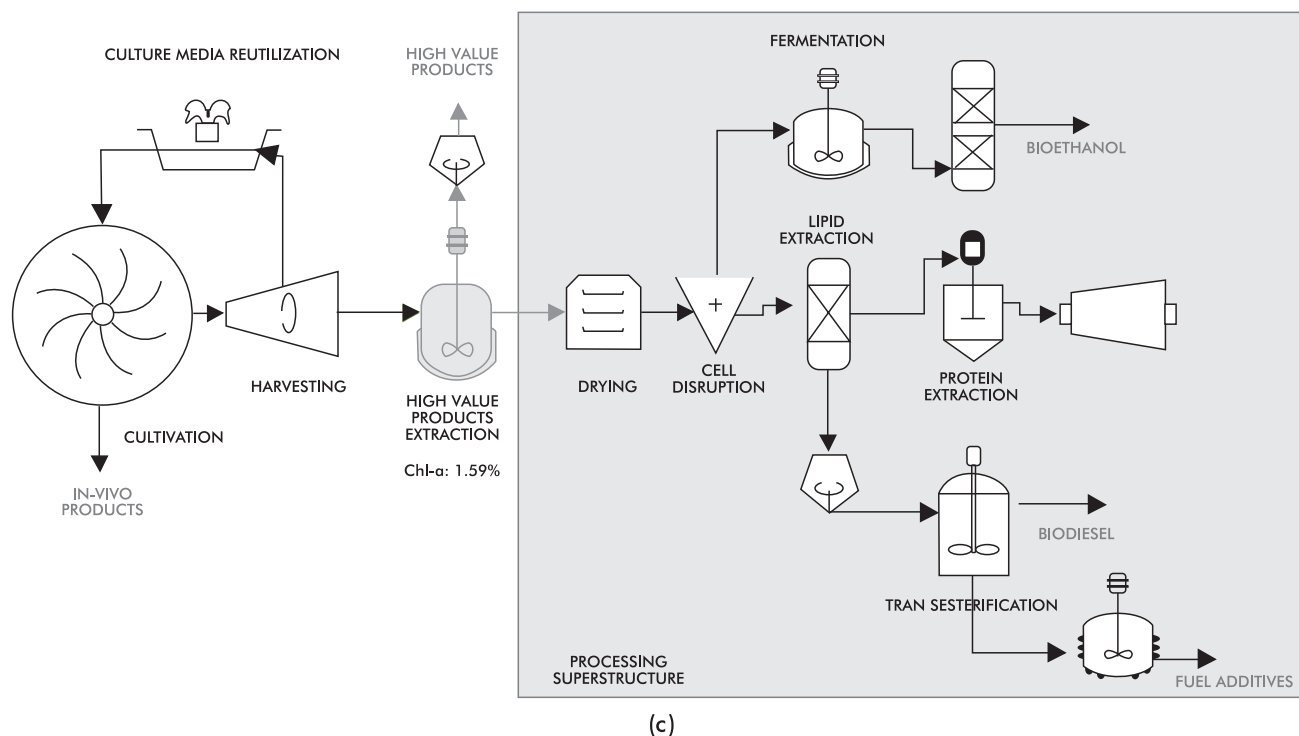 CULTURE MEDIA REUTILIZATION
HIGH VALUE
PRODUCTS
FERMENTATION
BIOETHANOL
LIPID
EXTRACTION
HARVESTING
HIGH VALUE
PRODUCTS
EXTRACTION
Chl-a: 1.59%
DRYING
CELL
DISRUPTION
PROTEIN
EXTRACTION
CULTIVATION
IN-VIVO
PRODUCTS
BIODIESEL
TRAN SESTERIFICATION
PROCESSING
SUPERSTRUCTURE
FUEL ADDITIVES
(c)